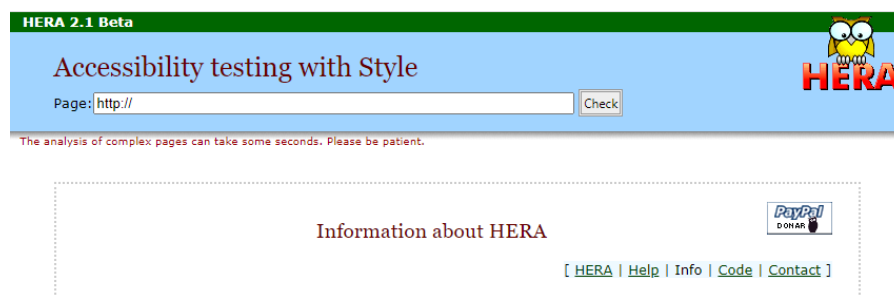 HERA 2.1 Beta
Accessibility testing with Style
HERA
Page: http:// Check
The analysis of complex pages can take some seconds. Please be patient.
PayPal
DONAR
Information about HERA
[ HERA | Help | Info | Code | Contact ]